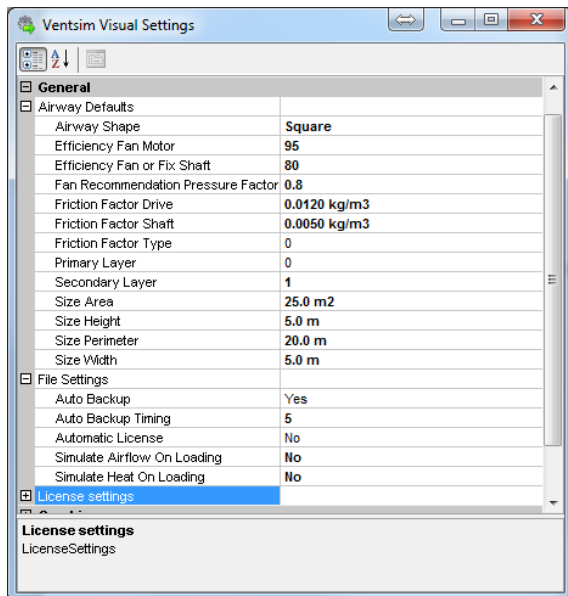 Ventsim Visual Settings
General
Airway Defaults
Airway Shape Square
Efficiency Fan Motor 95
Efficiency Fan or Fix Shaft 80
Fan Recommendation Pressure Factor 0.8
Friction Factor Drive 0.0120 kg/m3
Friction Factor Shaft 0.0050 kg/m3
Friction Factor Type 0
Primary Layer 0
Secondary Layer 1
Size Area 25.0 m2
Size Height 5.0 m
Size Perimeter 20.0 m
Size Width 5.0 m
File Settings
Auto Backup Yes
Auto Backup Timing 5
Automatic License No
Simulate Airflow On Loading No
Simulate Heat On Loading No
License settings
License settings
LicenseSettings